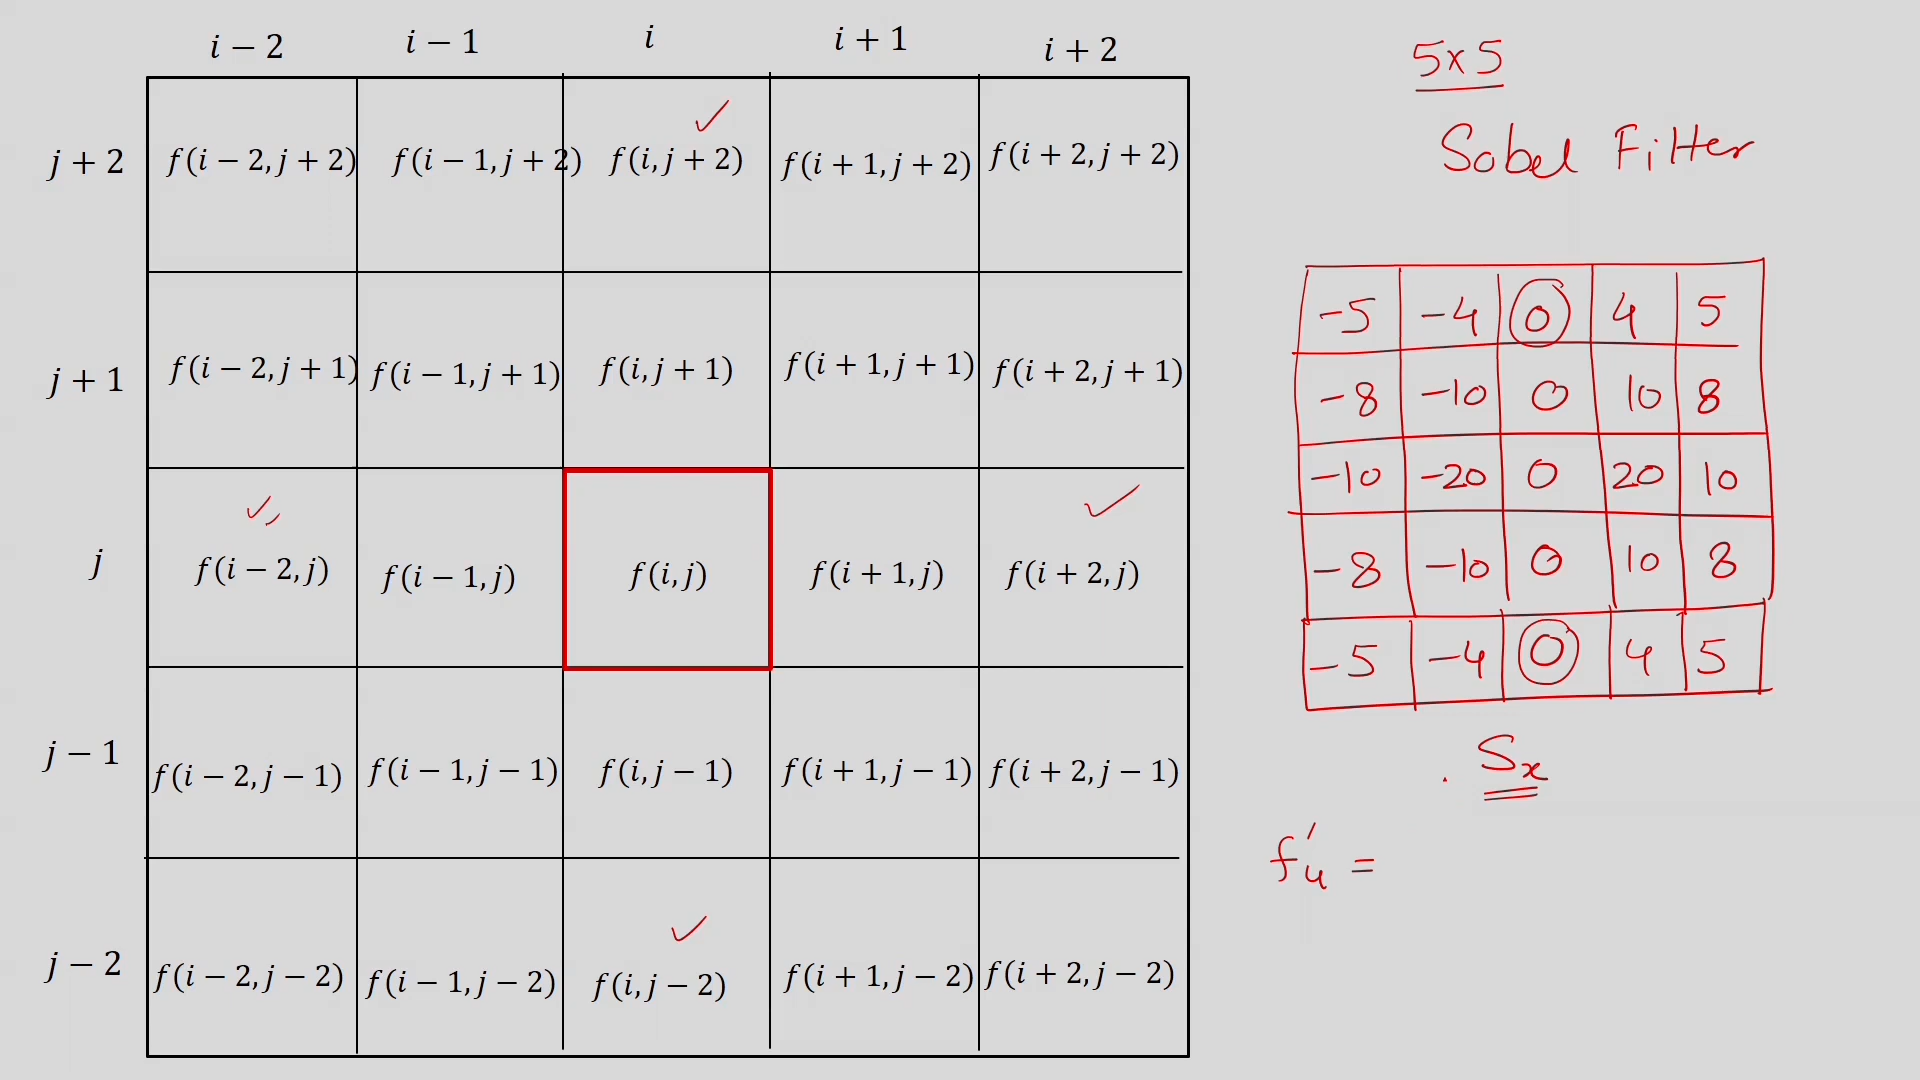 i − 2 i − 1 i i + 1 i + 2
j + 2 f(i − 2, j + 2) f(i − 1, j + 2) f(i, j + 2) f(i + 1, j + 2) f(i + 2, j + 2)
j + 1 f(i − 2, j + 1) f(i − 1, j + 1) f(i, j + 1) f(i + 1, j + 1) f(i + 2, j + 1)
j f(i − 2, j) f(i − 1, j) f(i, j) f(i + 1, j) f(i + 2, j)
j − 1 f(i − 2, j − 1) f(i − 1, j − 1) f(i, j − 1) f(i + 1, j − 1) f(i + 2, j − 1)
j − 2 f(i − 2, j − 2) f(i − 1, j − 2) f(i, j − 2) f(i + 1, j − 2) f(i + 2, j − 2)
5x5
Sobel Filter
-5 -4 0 4 5
-8 -10 0 10 8
-10 -20 0 20 10
-8 -10 0 10 8
-5 -4 0 4 5
Sx
f'4 =